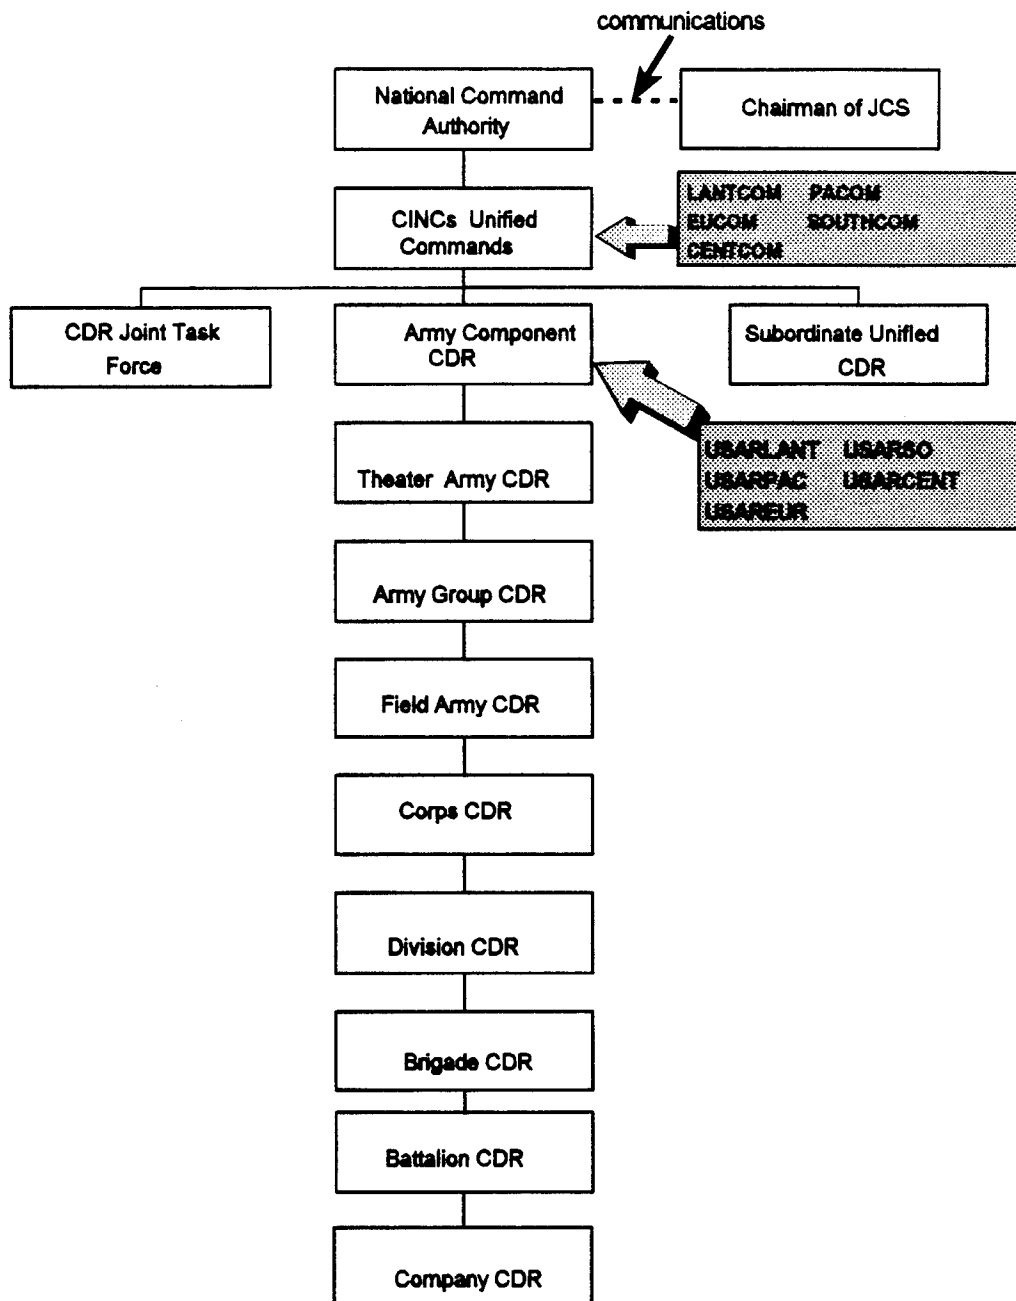 communications
National Command
Authority
Chairman of JCS
CINCs Unified
Commands
LANTCOM PACOM
EUCOM SOUTHCOM
CENTCOM
CDR Joint Task
Force
Army Component
CDR
Subordinate Unified
CDR
USARLANT USARSO
USARPAC USARCENT
USAREUR
Theater Army CDR
Army Group CDR
Field Army CDR
Corps CDR
Division CDR
Brigade CDR
Battalion CDR
Company CDR